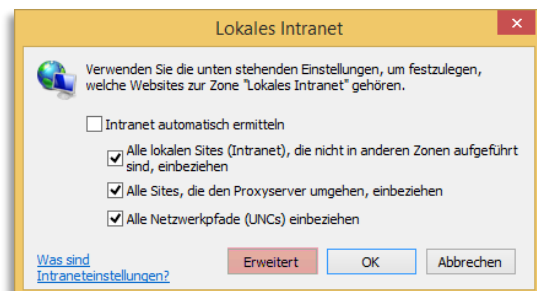 Lokales Intranet
Verwenden Sie die unten stehenden Einstellungen, um festzulegen,
welche Websites zur Zone "Lokales Intranet" gehören.
Intranet automatisch ermitteln
Alle lokalen Sites (Intranet), die nicht in anderen Zonen aufgeführt
sind, einbeziehen
Alle Sites, die den Proxyserver umgehen, einbeziehen
Alle Netzwerkpfade (UNCs) einbeziehen
Was sind
Intraneteinstellungen?
Erweitert OK Abbrechen